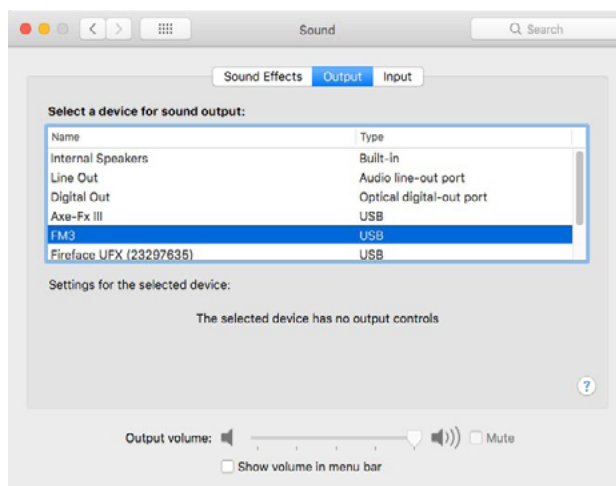 Sound
Search
Sound Effects Output Input
Select a device for sound output:
Name Type
Internal Speakers Built-in
Line Out Audio line-out port
Digital Out Optical digital-out port
Axe-Fx III USB
FM3 USB
Fireface UFX (23297635) USB
Settings for the selected device:
The selected device has no output controls
?
Output volume: Mute
Show volume in menu bar